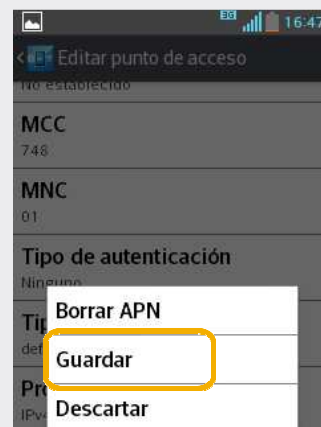 3G 16:47
Editar punto de acceso
No establecido
MCC
748
MNC
01
Tipo de autenticación
Ninguno
Borrar APN
Guardar
Descartar